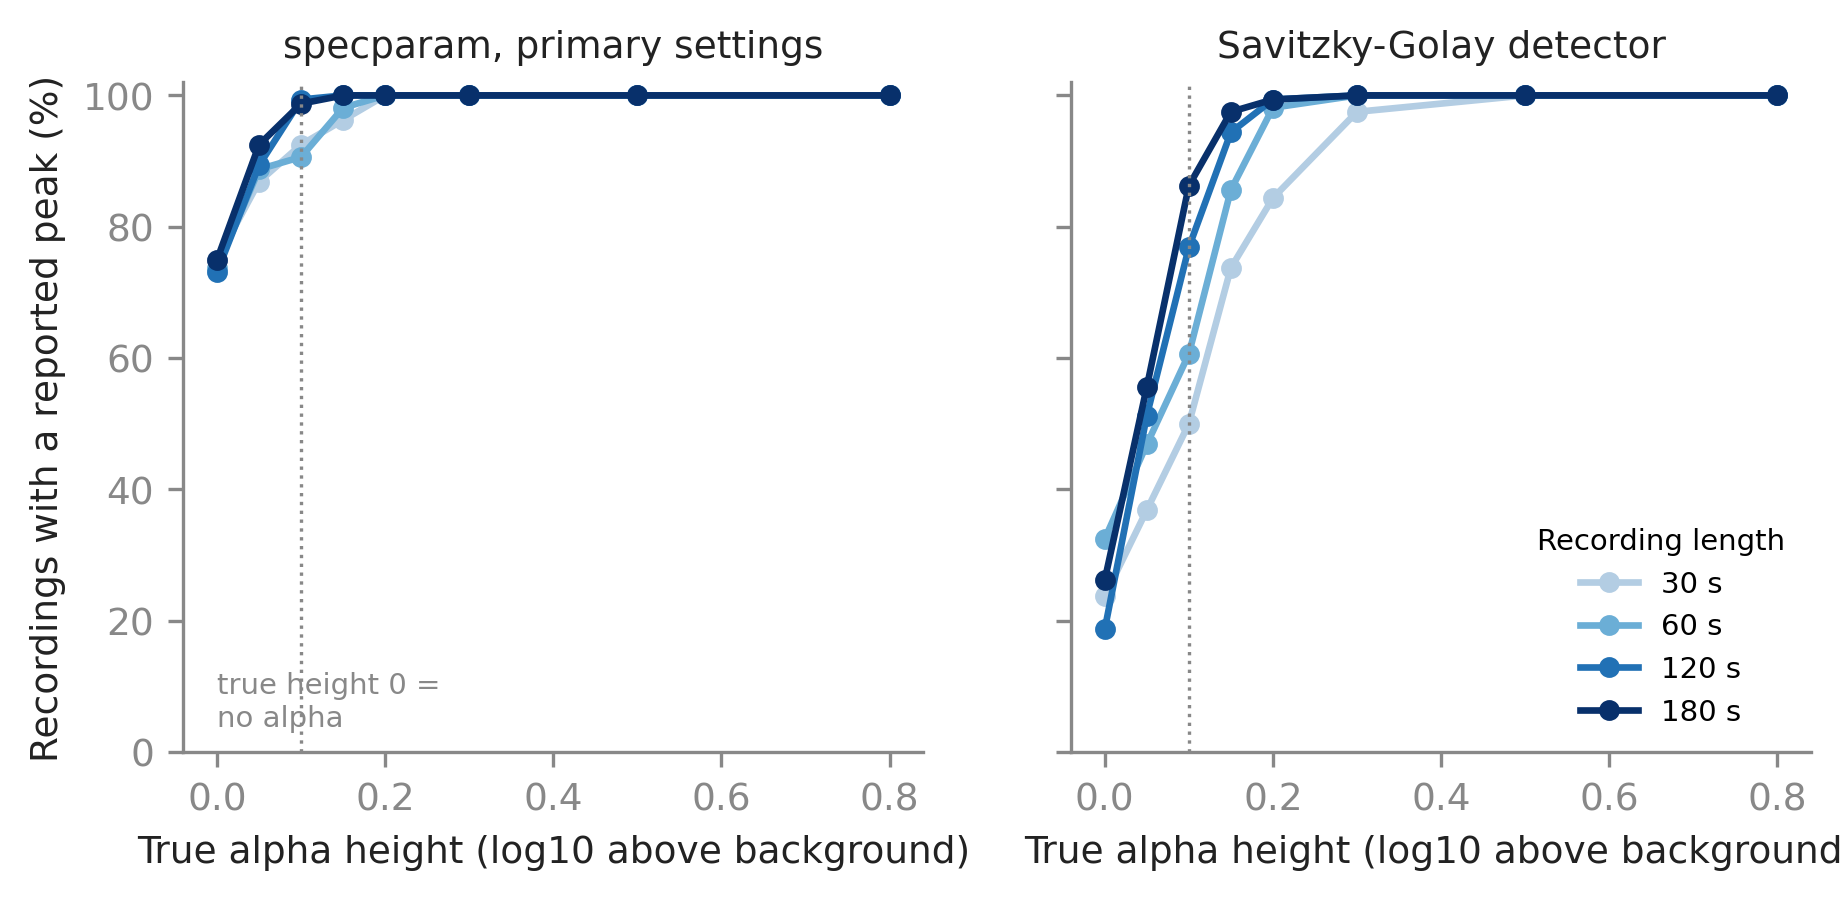 specparam, primary settings
Savitzky-Golay detector
Recordings with a reported peak (%)
100
80
60
40
20
0
true height 0 =
no alpha
0.0 0.2 0.4 0.6 0.8
True alpha height (log10 above background)
Recording length
30 s
60 s
120 s
180 s
0.0 0.2 0.4 0.6 0.8
True alpha height (log10 above background